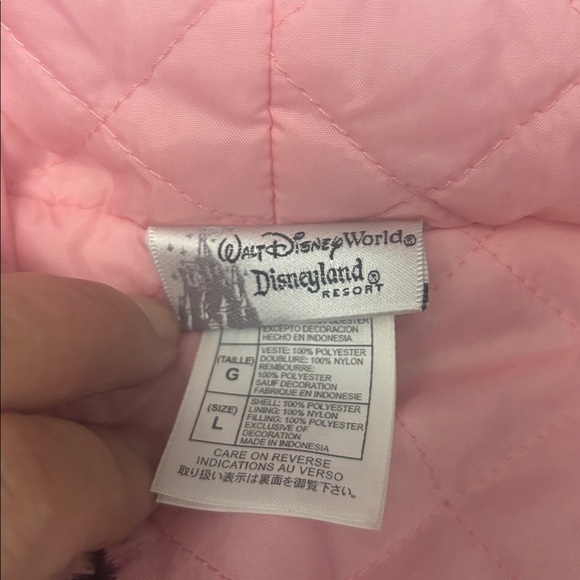 WALT DISNEY World®
Disneyland®
RESORT
POLIESTER
EXCEPTO DECORACION
HECHO EN INDONESIA
(TAILLE)
G
VESTE: 100% POLYESTER
DOUBLURE: 100% NYLON
REMBOURRE:
100% POLYESTER
SAUF DECORATION
FABRIQUE EN INDONESIE
(SIZE)
L
SHELL: 100% POLYESTER
LINING: 100% NYLON
FILLING: 100% POLYESTER
EXCLUSIVE OF
DECORATION
MADE IN INDONESIA
CARE ON REVERSE
INDICATIONS AU VERSO
取り扱い表示は裏面を御覧下さい。